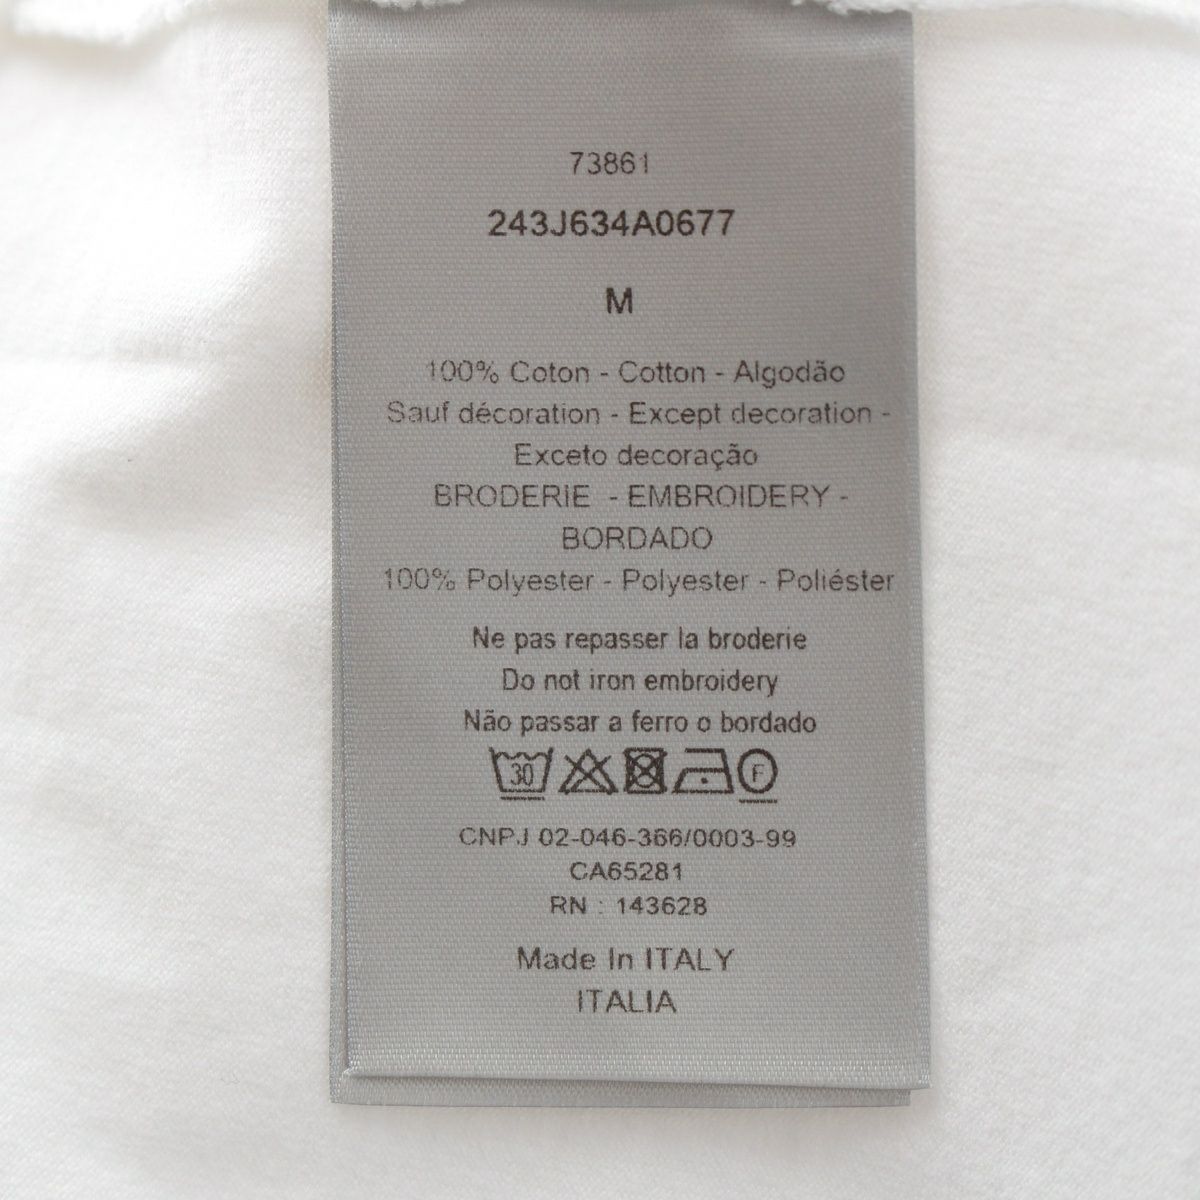 73861
243J634A0677
M
100% Coton - Cotton - Algodão
Sauf décoration - Except decoration -
Exceto decoração
BRODERIE - EMBROIDERY -
BORDADO
100% Polyester - Polyester - Poliéster
Ne pas repasser la broderie
Do not iron embroidery
Não passar a ferro o bordado
30 F
CNPJ 02-046-366/0003-99
CA65281
RN : 143628
Made In ITALY
ITALIA